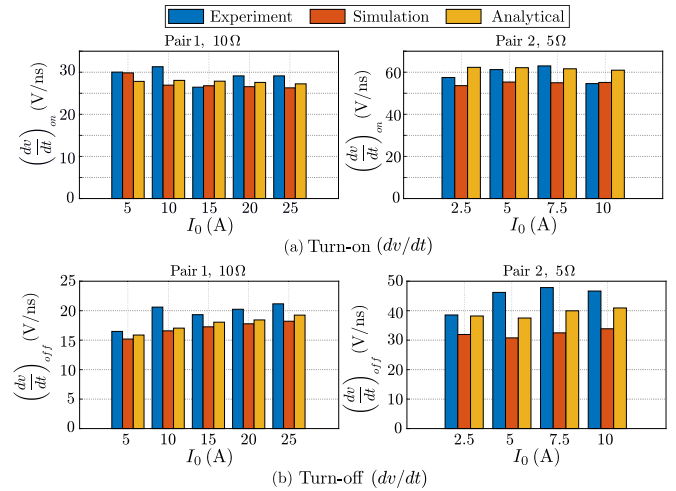 Experiment Simulation Analytical
Pair 1, 10Ω
Pair 2, 5Ω
(dv/dt)on (V/ns)
30
20
10
0
5 10 15 20 25
I0 (A)
(dv/dt)on (V/ns)
60
40
20
0
2.5 5 7.5 10
I0 (A)
(a) Turn-on (dv/dt)
Pair 1, 10Ω
Pair 2, 5Ω
(dv/dt)off (V/ns)
25
20
15
10
5
0
5 10 15 20 25
I0 (A)
(dv/dt)off (V/ns)
50
40
30
20
10
0
2.5 5 7.5 10
I0 (A)
(b) Turn-off (dv/dt)